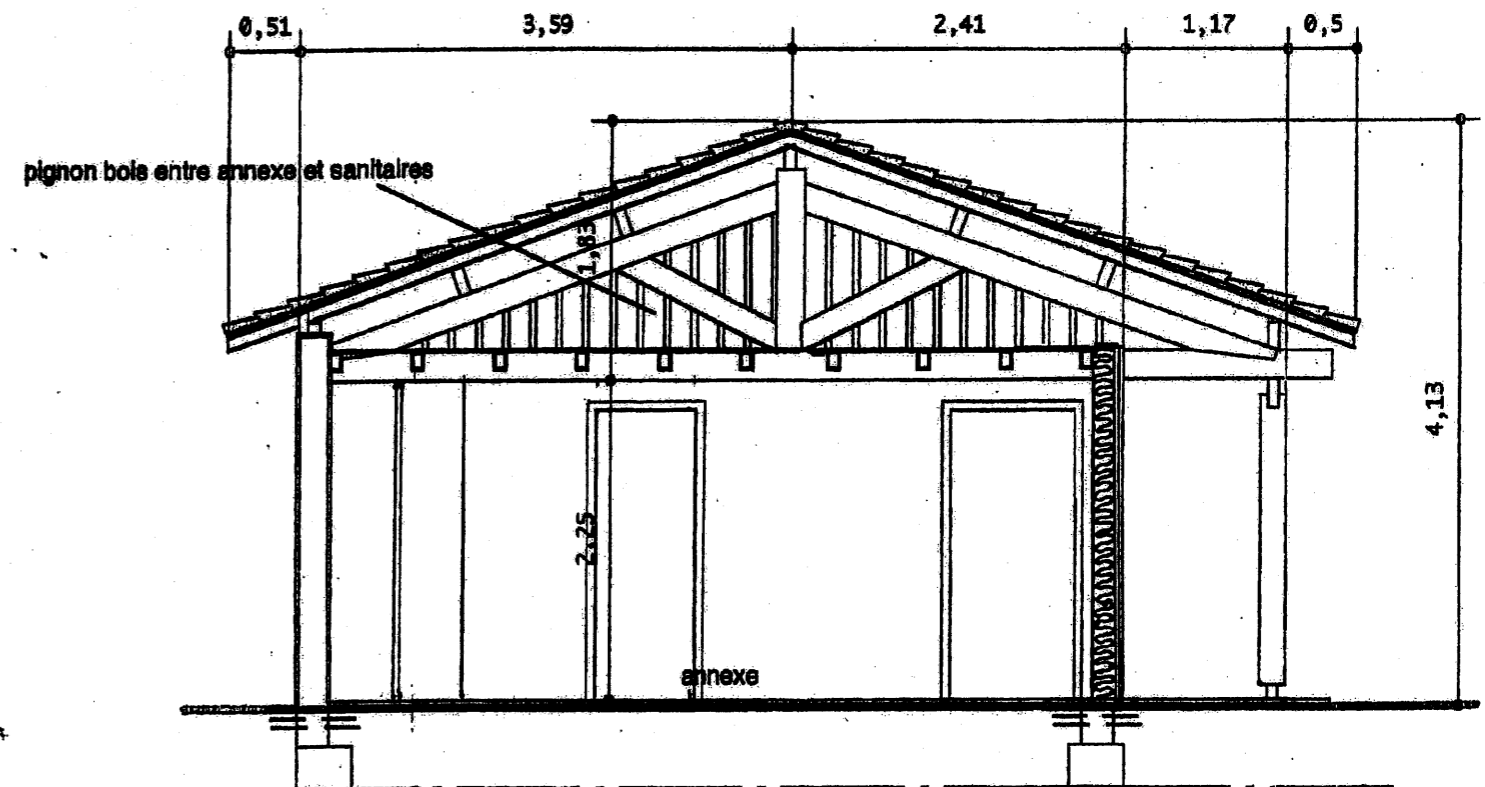 0,51 3,59 2,41 1,17 0,5
pignon bois entre annexe et sanitaires
1,83
4,13
2,25
annexe